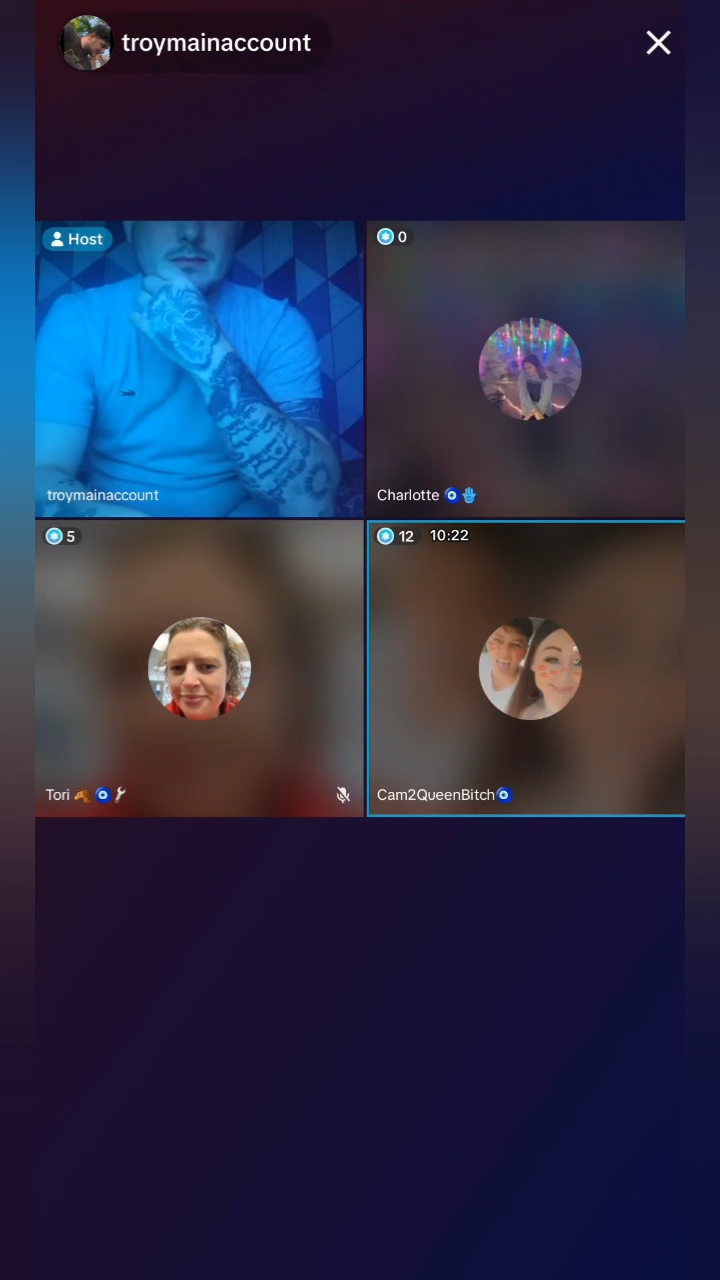 troymainaccount
Host
0
troymainaccount
Charlotte 🧿🪬
5
12 10:22
Tori 🍂🧿🔧
Cam2QueenBitch🧿